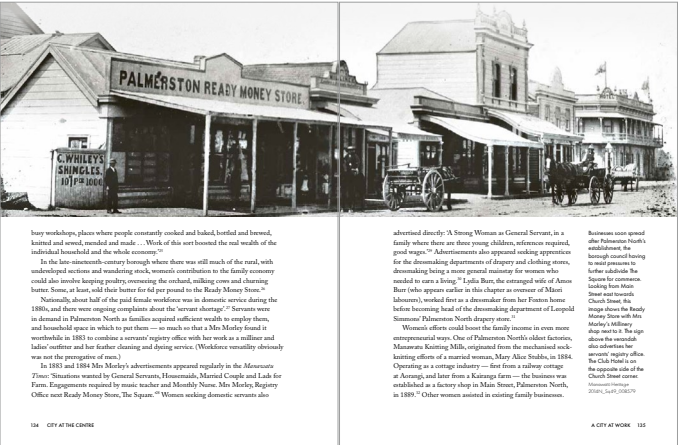 PALMERSTON READY MONEY STORE.
C. WHILEY'S
SHINGLES.
1000
busy workshops, places where people constantly cooked and baked, bottled and brewed,
knitted and sewed, mended and made . . . Work of this sort boosted the real wealth of the
individual household and the whole economy.'²⁵
In the late-nineteenth-century borough where there was still much of the rural, with
undeveloped sections and wandering stock, women's contribution to the family economy
could also involve keeping poultry, overseeing the orchard, milking cows and churning
butter. Some, at least, sold their butter for 6d per pound to the Ready Money Store.²⁶
Nationally, about half of the paid female workforce was in domestic service during the
1880s, and there were ongoing complaints about the 'servant shortage'.²⁷ Servants were
in demand in Palmerston North as families acquired sufficient wealth to employ them,
and household space in which to put them — so much so that a Mrs Morley found it
worthwhile in 1883 to combine a servants' registry office with her work as a milliner and
ladies' outfitter and her feather cleaning and dyeing service. (Workforce versatility obviously
was not the prerogative of men.)
In 1883 and 1884 Mrs Morley's advertisements appeared regularly in the Manawatu
Times: 'Situations wanted by General Servants, Housemaids, Married Couple and Lads for
Farm. Engagements required by music teacher and Monthly Nurse. Mrs Morley, Registry
Office next Ready Money Store, The Square.'²⁸ Women seeking domestic servants also
134 CITY AT THE CENTRE
advertised directly: 'A Strong Woman as General Servant, in a
family where there are three young children, references required,
good wages.'²⁹ Advertisements also appeared seeking apprentices
for the dressmaking departments of drapery and clothing stores,
dressmaking being a more general mainstay for women who
needed to earn a living.³⁰ Lydia Burr, the estranged wife of Amos
Burr (who appears earlier in this chapter as overseer of Māori
labourers), worked first as a dressmaker from her Foxton home
before becoming head of the dressmaking department of Leopold
Simmons' Palmerston North drapery store.³¹
Women's efforts could boost the family income in even more
entrepreneurial ways. One of Palmerston North's oldest factories,
Manawatu Knitting Mills, originated from the mechanised sock-
knitting efforts of a married woman, Mary Alice Stubbs, in 1884.
Operating as a cottage industry — first from a railway cottage
at Aorangi, and later from a Kairanga farm — the business was
established as a factory shop in Main Street, Palmerston North,
in 1889.³² Other women assisted in existing family businesses.
Businesses soon spread
after Palmerston North's
establishment, the
borough council having
to resist pressures to
further subdivide The
Square for commerce.
Looking from Main
Street east towards
Church Street, this
image shows the Ready
Money Store with Mrs
Morley's Millinery
shop next to it. The sign
above the verandah
also advertises her
servants' registry office.
The Club Hotel is on
the opposite side of the
Church Street corner.
Manawatū Heritage
A CITY AT WORK 135